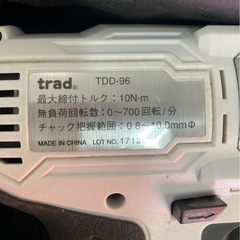 trad® TDD-96
最大締付トルク：10N·m
無負荷回転数：0～700回転/分
チャック把握範囲：0.8～10.0mmΦ
MADE IN CHINA LOT NO.